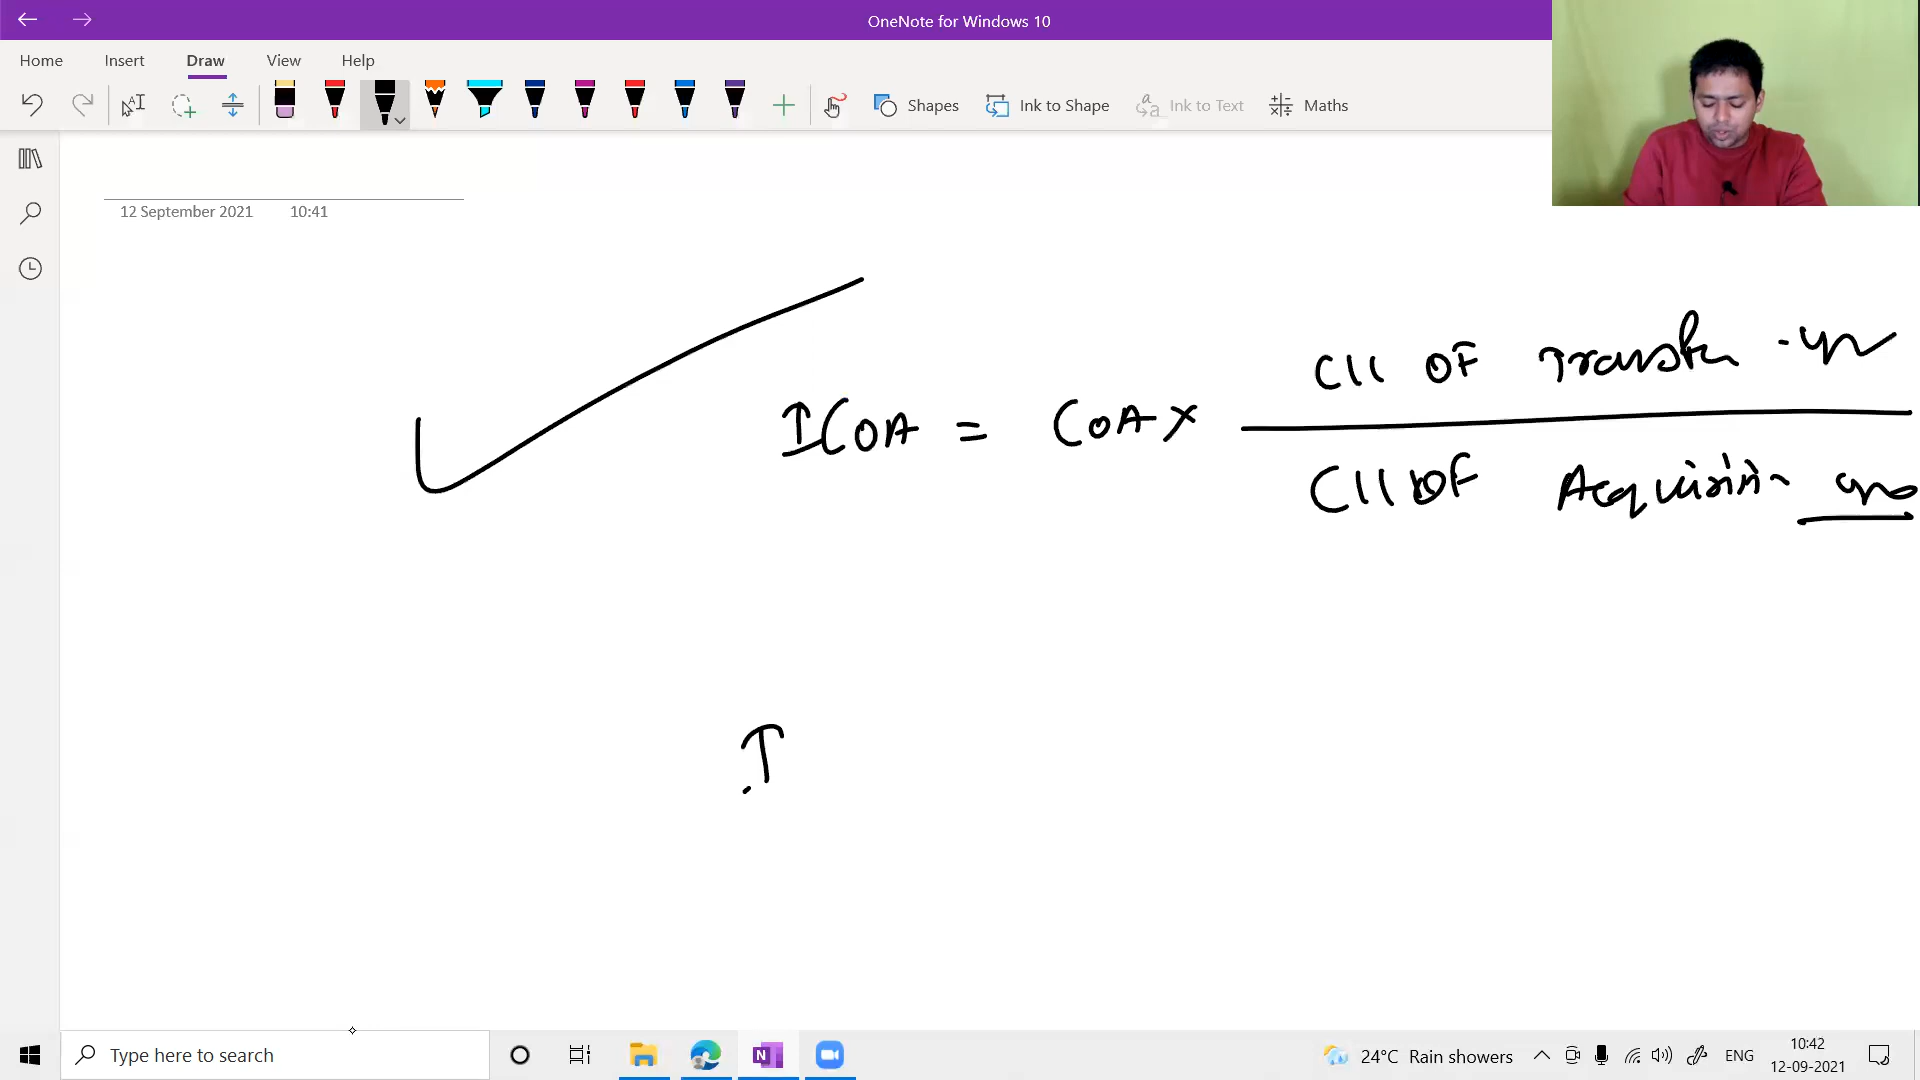 OneNote for Windows 10
Home Insert Draw View Help
Shapes Ink to Shape Ink to Text Maths
12 September 2021 10:41
CII OF Transfer yr
ICOA = COA X
CII OF Acquisition
I
Type here to search
24°C Rain showers ENG 10:42
12-09-2021